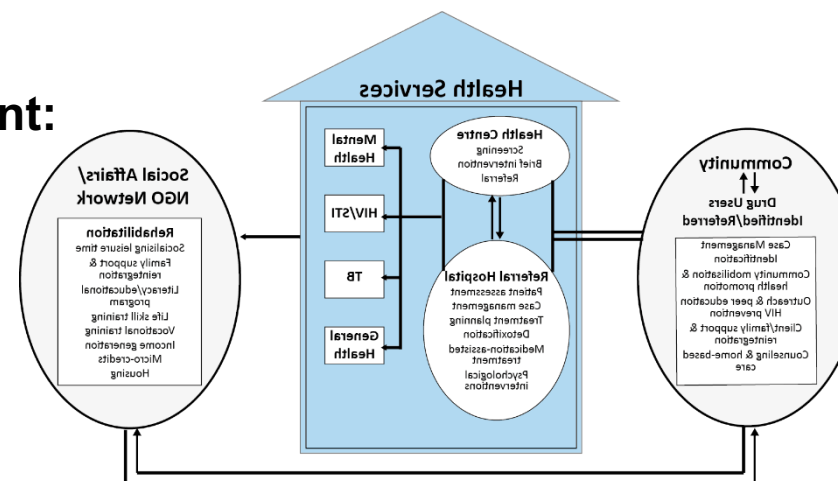 nt:
Health Services
Social Affairs/
NGO Network
Rehabilitation
Socialising leisure time
Family support &
reintegration
Literacy/educational
program
Life skill training
Vocational training
Income generation
Micro-credits
Housing
Mental
Health
HIV/STI
TB
General
Health
Health Centre
Screening
Brief intervention
Referral
Referral Hospital
Patient assessment
Case management
Treatment planning
Detoxification
Medication-assisted
treatment
Psychological
interventions
Community
Drug Users
Identified/Referred
Case Management
Identification
Community mobilisation &
health promotion
Outreach & peer education
HIV prevention
Client/family support &
reintegration
Counseling & home-based
care